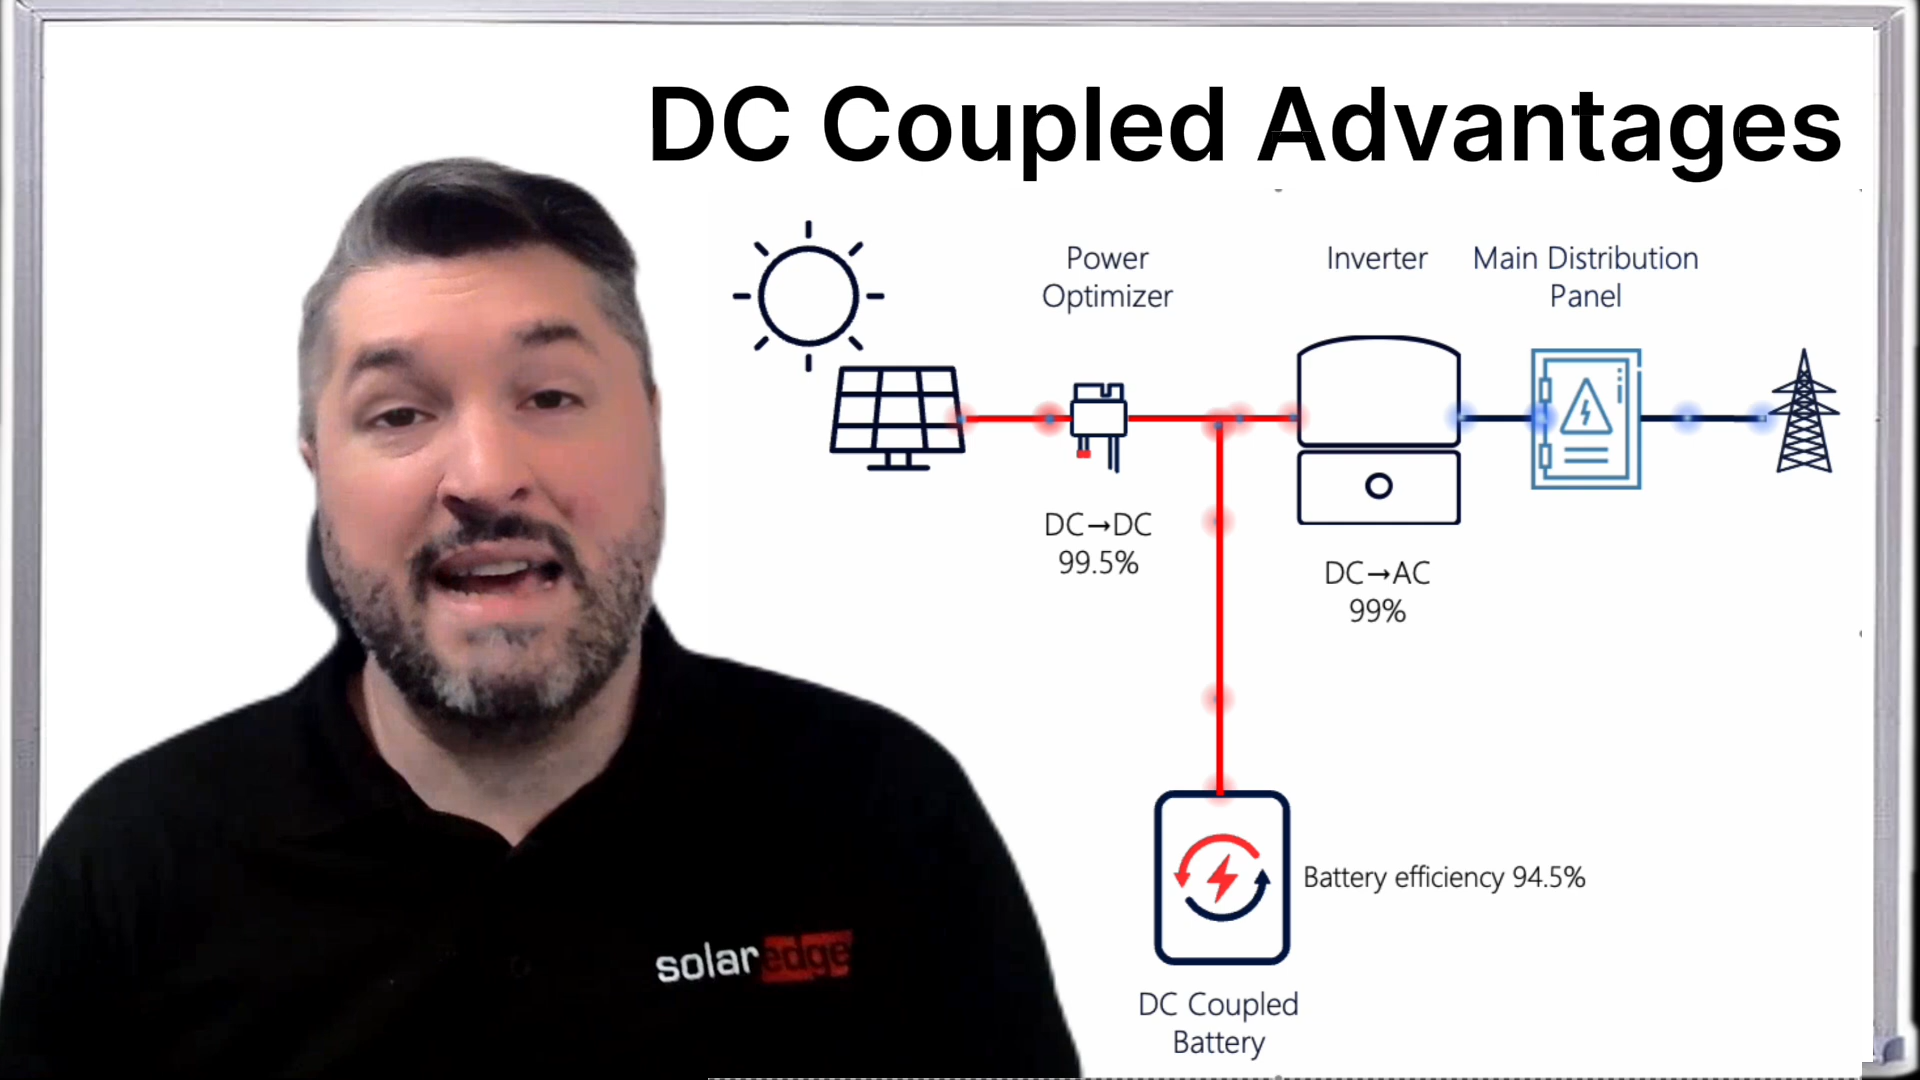 DC Coupled Advantages
Power
Optimizer
Inverter
Main Distribution
Panel
DC→DC
99.5%
DC→AC
99%
Battery efficiency 94.5%
DC Coupled
Battery
solaredge